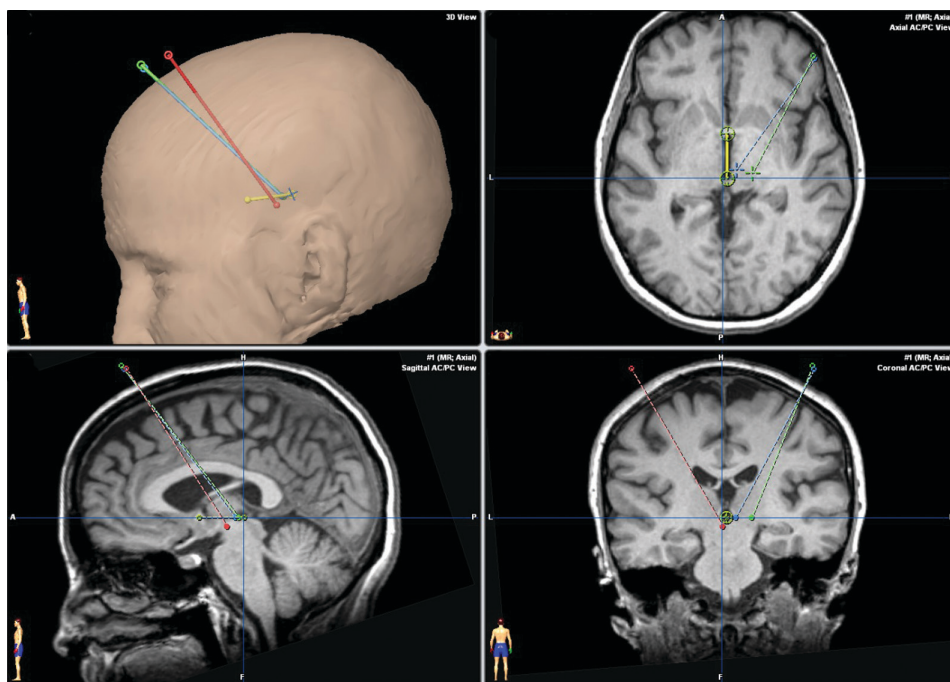 3D View
A
#1 (MR; Axia
Axial AC/PC View
L
P
H
#1 (MR; Axial)
Sagittal AC/PC View
A
P
F
H
#1 (MR; Axia
Coronal AC/PC View
L
F